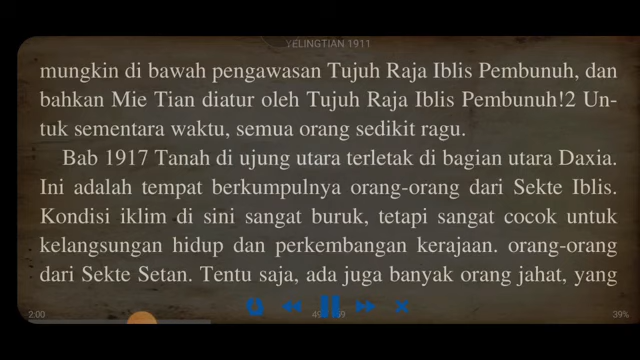 YELINGTIAN 1911
mungkin di bawah pengawasan Tujuh Raja Iblis Pembunuh, dan
bahkan Mie Tian diatur oleh Tujuh Raja Iblis Pembunuh!2 Un-
tuk sementara waktu, semua orang sedikit ragu.
Bab 1917 Tanah di ujung utara terletak di bagian utara Daxia.
Ini adalah tempat berkumpulnya orang-orang dari Sekte Iblis.
Kondisi iklim di sini sangat buruk, tetapi sangat cocok untuk
kelangsungan hidup dan perkembangan kerajaan. orang-orang
dari Sekte Setan. Tentu saja, ada juga banyak orang jahat, yang
2:00
39%